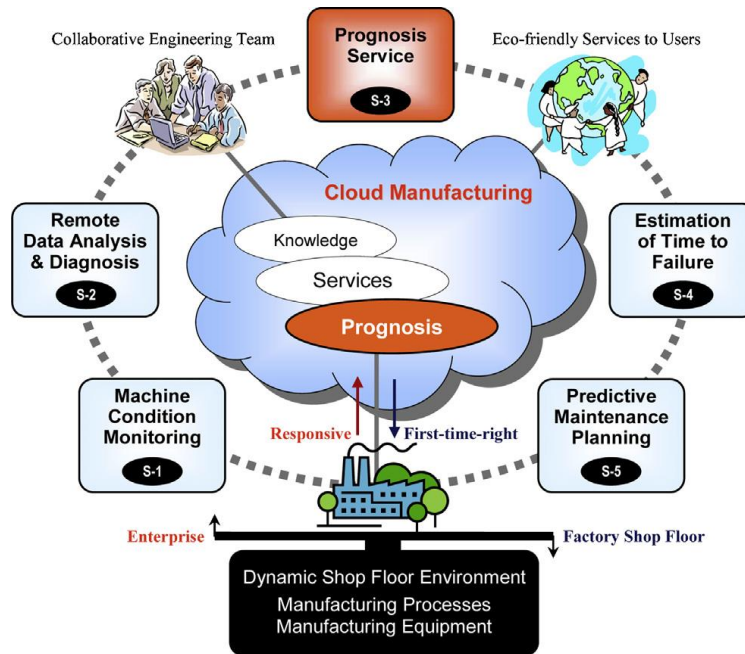 Collaborative Engineering Team
Prognosis
Service
S-3
Eco-friendly Services to Users
Cloud Manufacturing
Remote
Data Analysis
& Diagnosis
S-2
Knowledge
Services
Prognosis
Estimation
of Time to
Failure
S-4
Machine
Condition
Monitoring
S-1
Responsive
First-time-right
Predictive
Maintenance
Planning
S-5
Enterprise
Factory Shop Floor
Dynamic Shop Floor Environment
Manufacturing Processes
Manufacturing Equipment